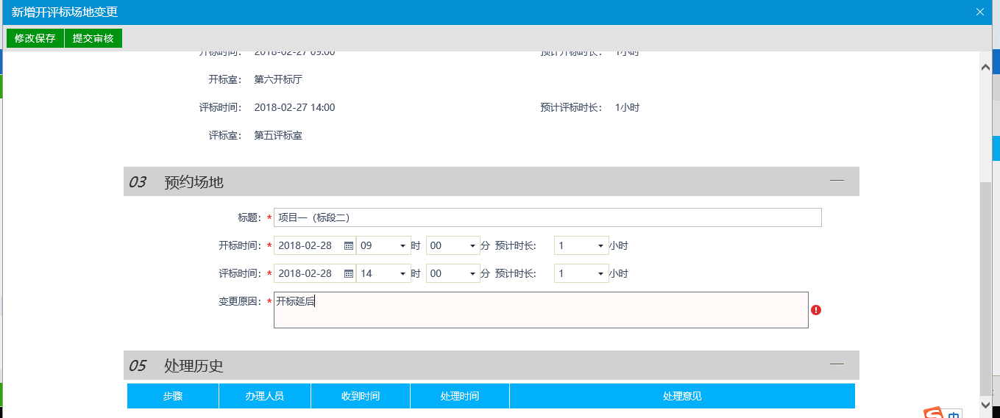 新增开评标场地变更
修改保存 提交审核
开标时间： 2018-02-27 09:00 预计开标时长： 1小时
开标室： 第六开标厅
评标时间： 2018-02-27 14:00 预计评标时长： 1小时
评标室： 第五评标室
03 预约场地
标题：* 项目一（标段二）
开标时间：* 2018-02-28 09 时 00 分 预计时长: 1 小时
评标时间：* 2018-02-28 14 时 00 分 预计时长: 1 小时
变更原因：* 开标延后
05 处理历史
步骤 办理人员 收到时间 处理时间 处理意见
中